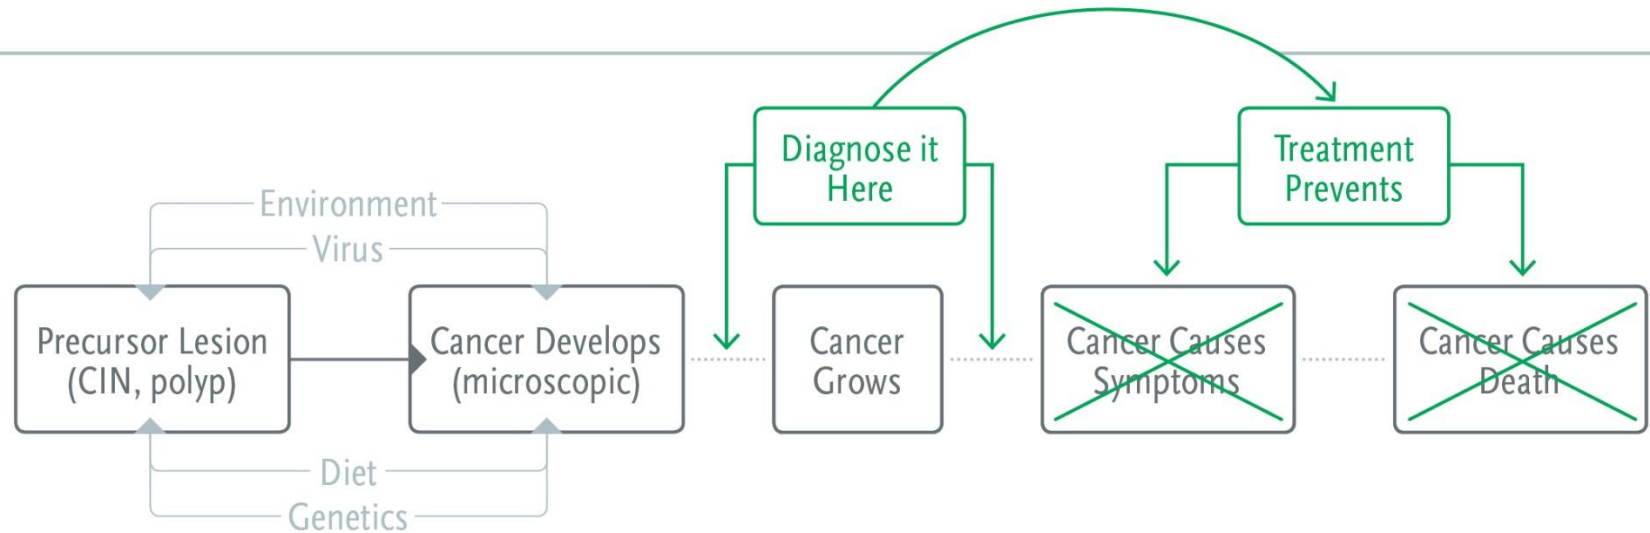 Diagnose it
Here
Treatment
Prevents
Environment
Virus
Precursor Lesion
(CIN, polyp)
Cancer Develops
(microscopic)
Cancer
Grows
Cancer Causes
Symptoms
Cancer Causes
Death
Diet
Genetics